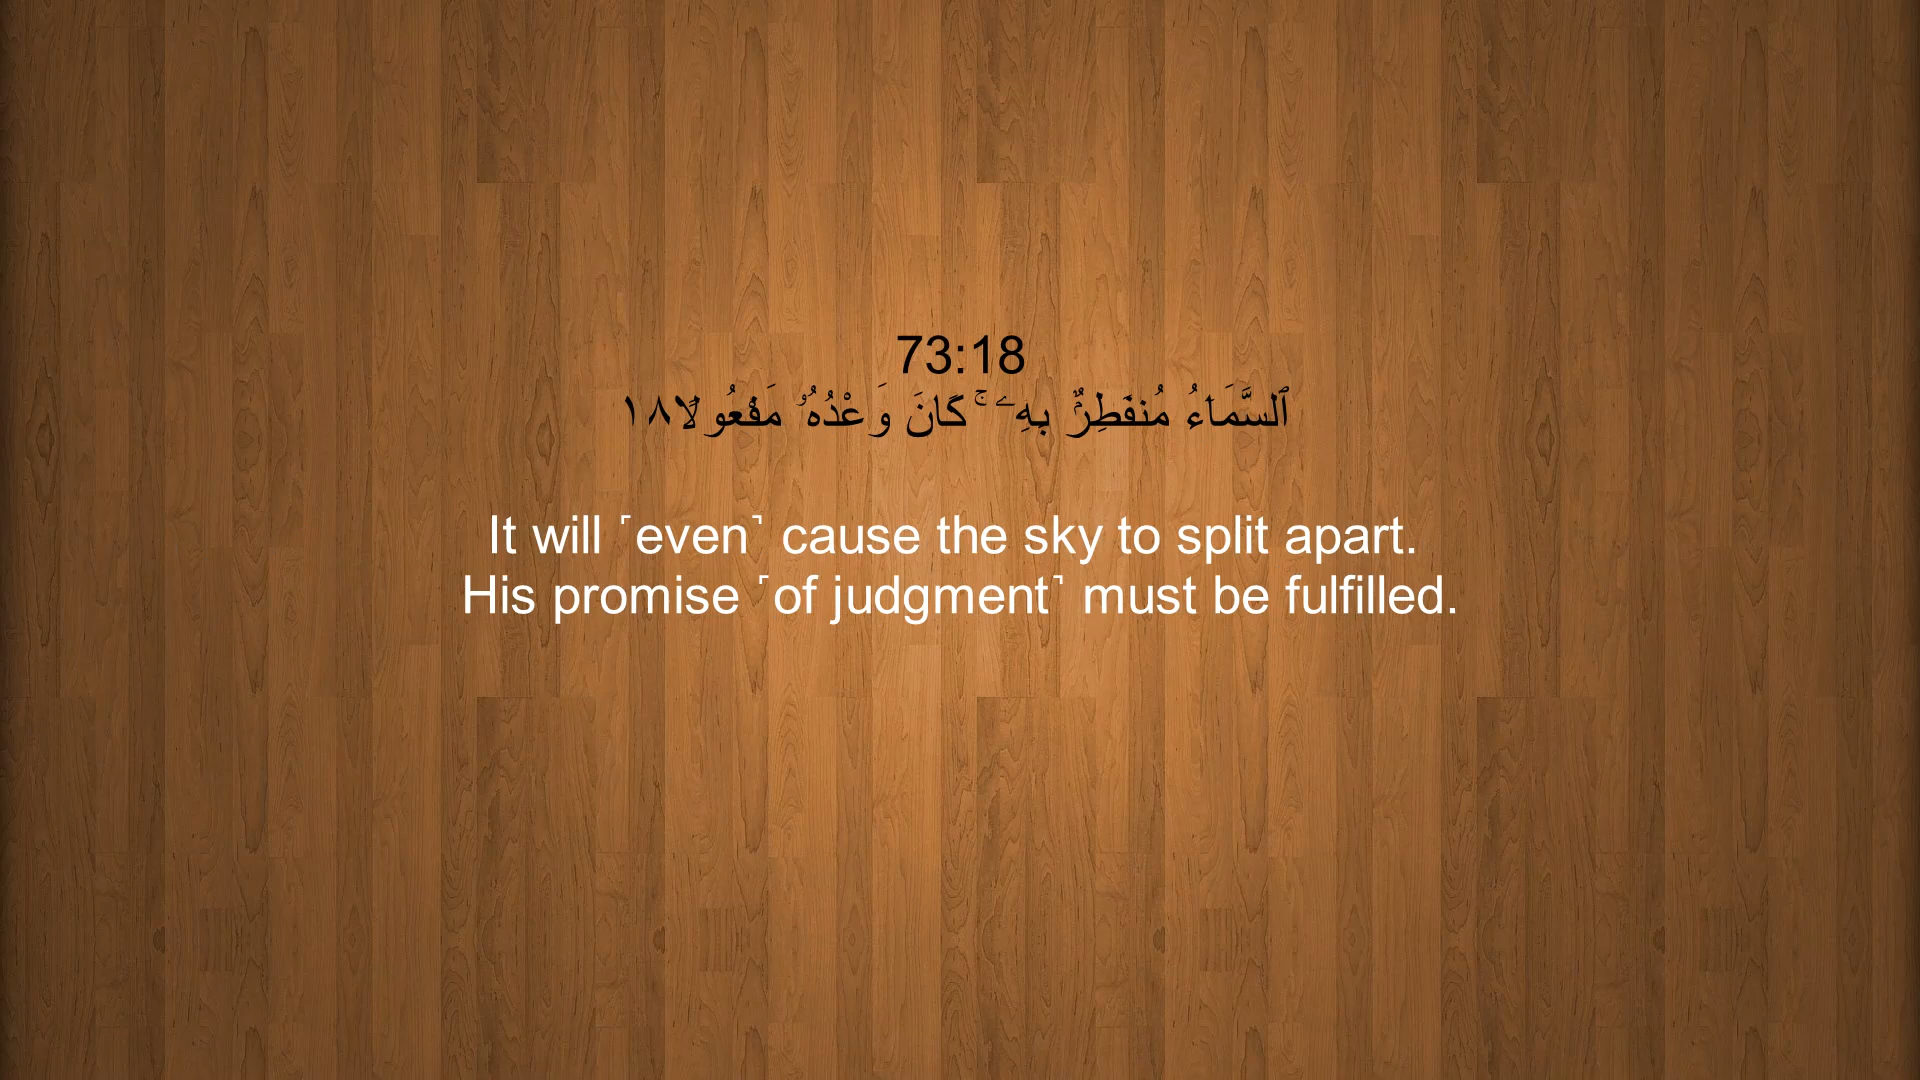 73:18
ٱلسَّمَآءُ مُنفَطِرٌۢ بِهِۦ ۚ كَانَ وَعْدُهُۥ مَفْعُولًا ١٨
It will ˹even˺ cause the sky to split apart.
His promise ˹of judgment˺ must be fulfilled.